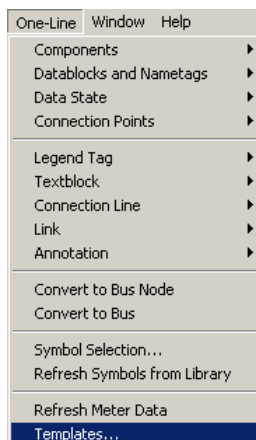 One-Line Window Help
Components
Datablocks and Nametags
Data State
Connection Points
Legend Tag
Textblock
Connection Line
Link
Annotation
Convert to Bus Node
Convert to Bus
Symbol Selection...
Refresh Symbols from Library
Refresh Meter Data
Templates...